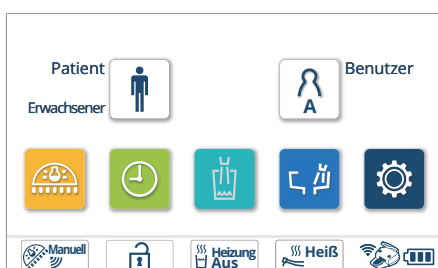 Patient
Benutzer
Erwachsener
A
Manuell
Heizung
Aus
Heiß